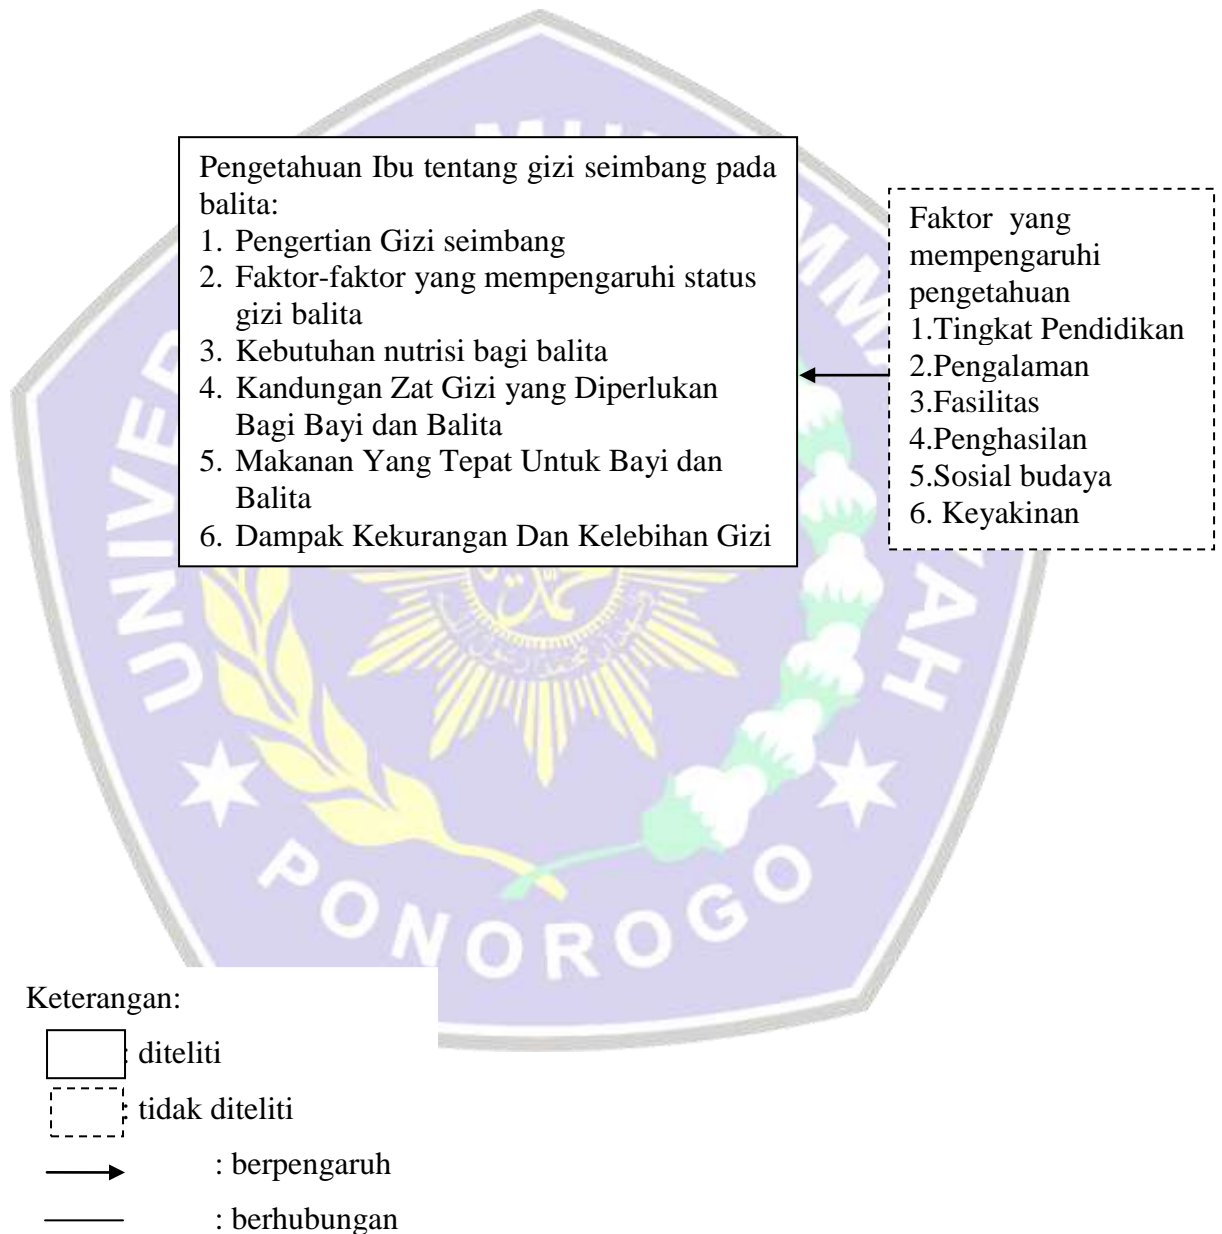 Pengetahuan Ibu tentang gizi seimbang pada
balita:
1. Pengertian Gizi seimbang
2. Faktor-faktor yang mempengaruhi status
gizi balita
3. Kebutuhan nutrisi bagi balita
4. Kandungan Zat Gizi yang Diperlukan
Bagi Bayi dan Balita
5. Makanan Yang Tepat Untuk Bayi dan
Balita
6. Dampak Kekurangan Dan Kelebihan Gizi
Faktor yang
mempengaruhi
pengetahuan
1.Tingkat Pendidikan
2.Pengalaman
3.Fasilitas
4.Penghasilan
5.Sosial budaya
6. Keyakinan
PONOROGO
Keterangan:
: diteliti
: tidak diteliti
: berpengaruh
: berhubungan